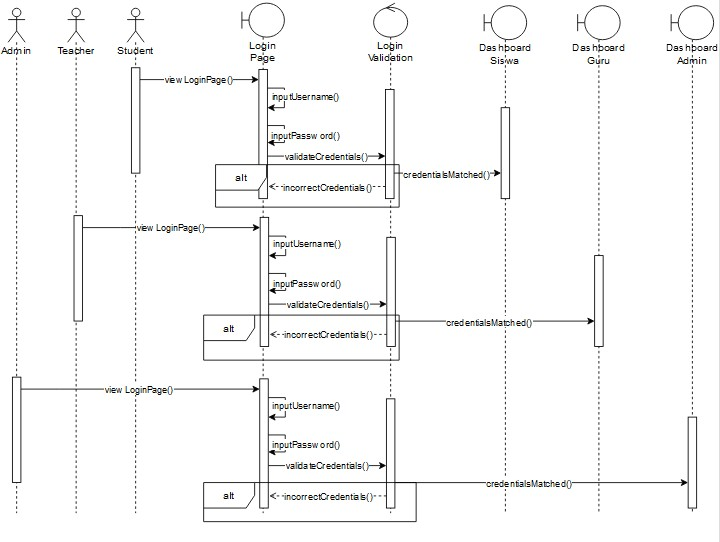 Admin
Teacher
Student
Login
Page
Login
Validation
Dashboard
Siswa
Dashboard
Guru
Dashboard
Admin
view LoginPage()
inputUsername()
inputPassword()
validateCredentials()
alt
credentialsMatched()
incorrectCredentials()
view LoginPage()
inputUsername()
inputPassword()
validateCredentials()
credentialsMatched()
alt
incorrectCredentials()
view LoginPage()
inputUsername()
inputPassword()
validateCredentials()
credentialsMatched()
alt
incorrectCredentials()